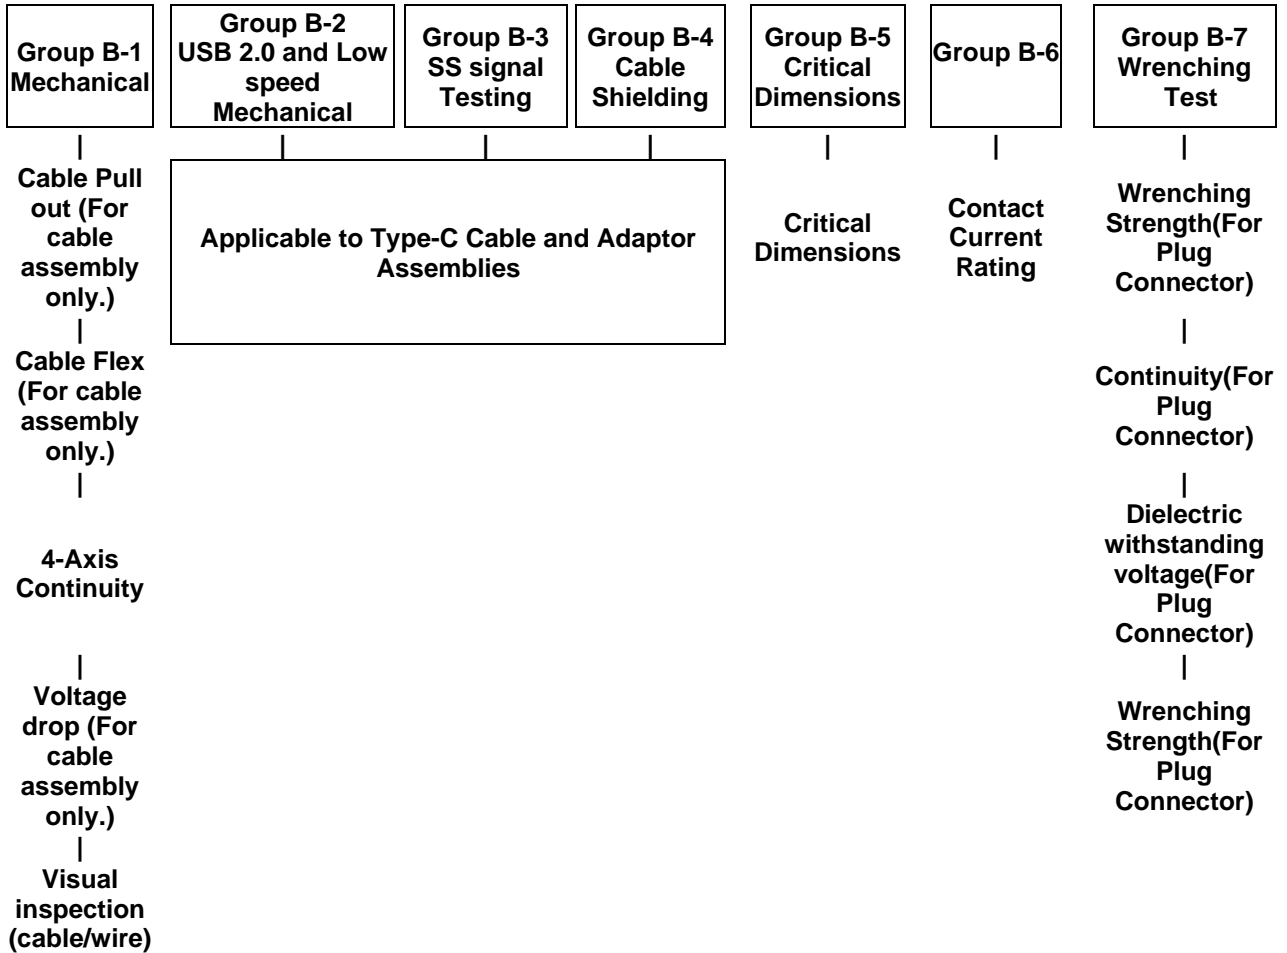 Group B-1
Mechanical
Group B-2
USB 2.0 and Low
speed
Mechanical
Group B-3
SS signal
Testing
Group B-4
Cable
Shielding
Group B-5
Critical
Dimensions
Group B-6
Group B-7
Wrenching
Test
|
|
|
|
|
|
|
Cable Pull
out (For
cable
assembly
only.)
|
Cable Flex
(For cable
assembly
only.)
|
4-Axis
Continuity
|
Voltage
drop (For
cable
assembly
only.)
|
Visual
inspection
(cable/wire)
Applicable to Type-C Cable and Adaptor
Assemblies
Critical
Dimensions
Contact
Current
Rating
Wrenching
Strength(For
Plug
Connector)
|
Continuity(For
Plug
Connector)
|
Dielectric
withstanding
voltage(For
Plug
Connector)
|
Wrenching
Strength(For
Plug
Connector)